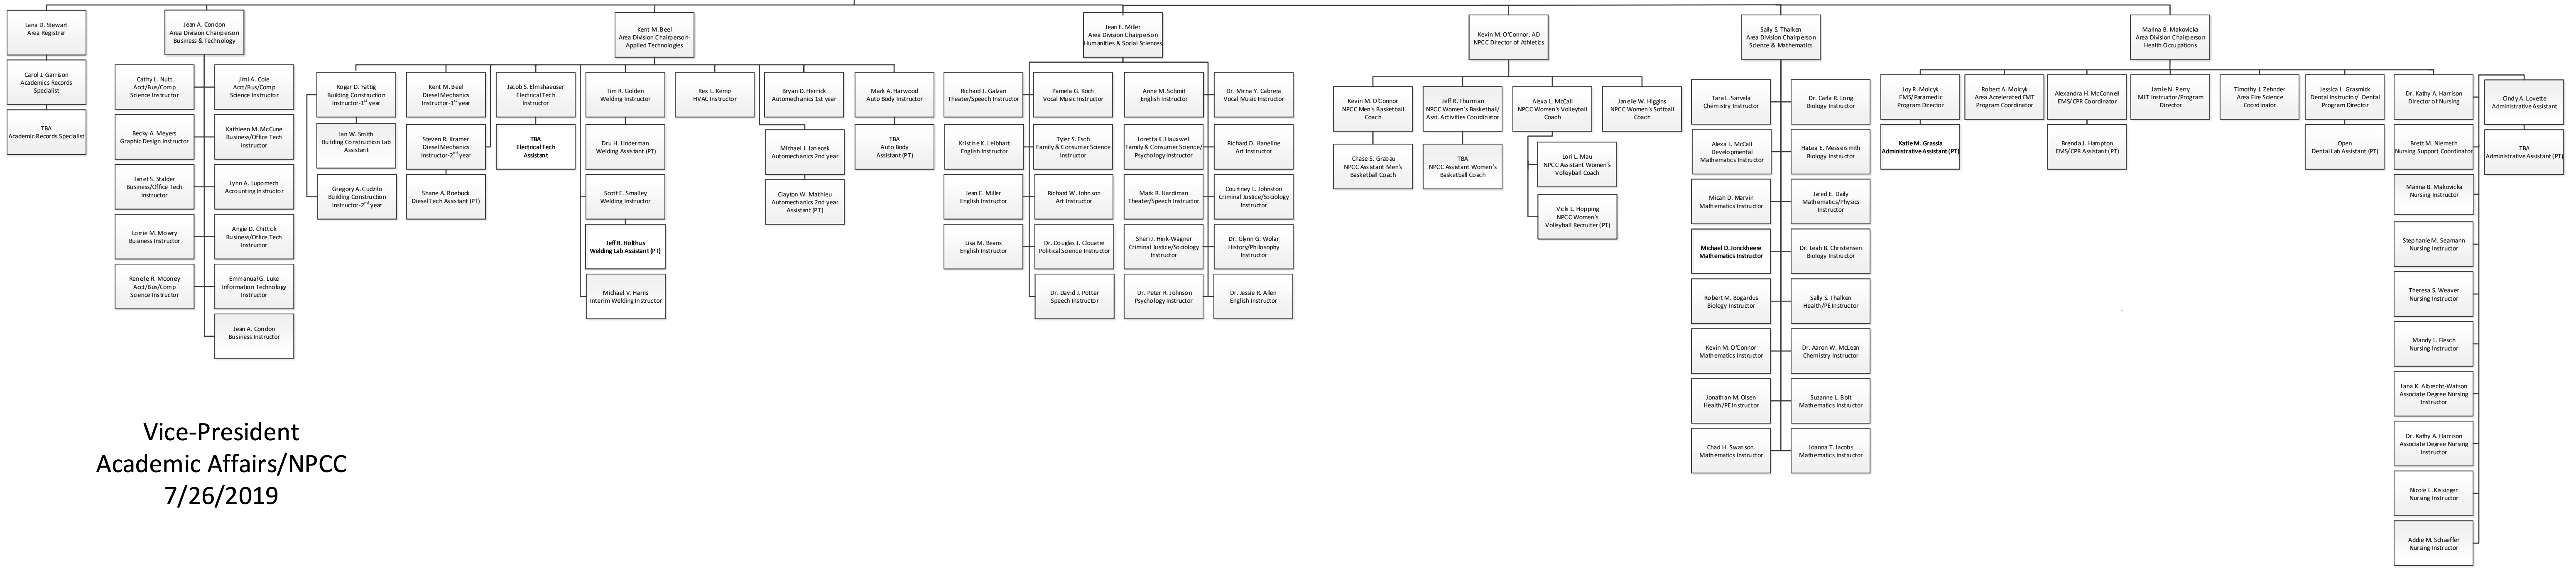 Lana D. Stewart
Area Registrar
Carol J. Garrison
Academics Records
Specialist
TBA
Academic Records Specialist
Jean A. Condon
Area Division Chairperson
Business & Technology
Cathy L. Nutt
Acct/Bus/Comp
Science Instructor
Jimi A. Cole
Acct/Bus/Comp
Science Instructor
Becky A. Meyers
Graphic Design Instructor
Kathleen M. McCune
Business/Office Tech
Instructor
Janet S. Stalder
Business/Office Tech
Instructor
Lynn A. Lupomech
Accounting Instructor
Lorrie M. Mowry
Business Instructor
Angie D. Chittick
Business/Office Tech
Instructor
Renelle R. Mooney
Acct/Bus/Comp
Science Instructor
Emmanual G. Luke
Information Technology
Instructor
Jean A. Condon
Business Instructor
Kent M. Beel
Area Division Chairperson-
Applied Technologies
Roger D. Fattig
Building Construction
Instructor-1st year
Ian W. Smith
Building Construction Lab
Assistant
Gregory A. Cudzilo
Building Construction
Instructor-2nd year
Kent M. Beel
Diesel Mechanics
Instructor-1st year
Steven R. Kramer
Diesel Mechanics
Instructor-2nd year
Shane A. Roebuck
Diesel Tech Assistant (PT)
Jacob S. Elmshaeuser
Electrical Tech
Instructor
TBA
Electrical Tech
Assistant
Tim R. Golden
Welding Instructor
Dru H. Linderman
Welding Assistant (PT)
Scott E. Smalley
Welding Instructor
Jeff R. Holthus
Welding Lab Assistant (PT)
Michael V. Harris
Interim Welding Instructor
Rex L. Kemp
HVAC Instructor
Bryan D. Herrick
Automechanics 1st year
Michael J. Janecek
Automechanics 2nd year
Clayton W. Mathieu
Automechanics 2nd year
Assistant (PT)
Mark A. Harwood
Auto Body Instructor
TBA
Auto Body
Assistant (PT)
Jean E. Miller
Area Division Chairperson
Humanities & Social Sciences
Richard J. Galvan
Theater/Speech Instructor
Pamela G. Koch
Vocal Music Instructor
Anne M. Schmit
English Instructor
Dr. Mirna Y. Cabrera
Vocal Music Instructor
Kristine K. Leibhart
English Instructor
Tyler S. Esch
Family & Consumer Science
Instructor
Loretta K. Hauxwell
Family & Consumer Science/
Psychology Instructor
Richard D. Haneline
Art Instructor
Jean E. Miller
English Instructor
Richard W. Johnson
Art Instructor
Mark R. Hardiman
Theater/Speech Instructor
Courtney L. Johnston
Criminal Justice/Sociology
Instructor
Lisa M. Beans
English Instructor
Dr. Douglas J. Clouatre
Political Science Instructor
Sheri J. Hink-Wagner
Criminal Justice/Sociology
Instructor
Dr. Glynn G. Wolar
History/Philosophy
Instructor
Dr. David J. Potter
Speech Instructor
Dr. Peter R. Johnson
Psychology Instructor
Dr. Jessie R. Allen
English Instructor
Kevin M. O'Connor, AD
NPCC Director of Athletics
Kevin M. O'Connor
NPCC Men's Basketball
Coach
Chase S. Grabau
NPCC Assistant Men's
Basketball Coach
Jeff R. Thurman
NPCC Women's Basketball/
Asst. Activities Coordinator
TBA
NPCC Assistant Women's
Basketball Coach
Alexa L. McCall
NPCC Women's Volleyball
Coach
Lori L. Mau
NPCC Assistant Women's
Volleyball Coach
Vicki L. Hopping
NPCC Women's
Volleyball Recruiter (PT)
Janelle W. Higgins
NPCC Women's Softball
Coach
Sally S. Thalken
Area Division Chairperson
Science & Mathematics
Tara L. Sarvela
Chemistry Instructor
Dr. Carla R. Long
Biology Instructor
Alexa L. McCall
Developmental
Mathematics Instructor
HaLea E. Messersmith
Biology Instructor
Micah D. Marvin
Mathematics Instructor
Jared E. Daily
Mathematics/Physics
Instructor
Michael D. Jonckheere
Mathematics Instructor
Dr. Leah B. Christensen
Biology Instructor
Robert M. Bogardus
Biology Instructor
Sally S. Thalken
Health/PE Instructor
Kevin M. O'Connor
Mathematics Instructor
Dr. Aaron W. McLean
Chemistry Instructor
Jonathan M. Olsen
Health/PE Instructor
Suzanne L. Bolt
Mathematics Instructor
Chad H. Swanson.
Mathematics Instructor
Joanna T. Jacobs
Mathematics Instructor
Marina B. Makovicka
Area Division Chairperson
Health Occupations
Joy R. Molcyk
EMS/Paramedic
Program Director
Katie M. Grassia
Administrative Assistant (PT)
Robert A. Molcyk
Area Accelerated EMT
Program Coordinator
Alexandra H. McConnell
EMS/CPR Coordinator
Brenda J. Hampton
EMS/CPR Assistant (PT)
Jamie N. Perry
MLT Instructor/Program
Director
Timothy J. Zehnder
Area Fire Science
Coordinator
Jessica L. Grasmick
Dental Instructor/ Dental
Program Director
Open
Dental Lab Assistant (PT)
Dr. Kathy A. Harrison
Director of Nursing
Cindy A. Lovette
Administrative Assistant
Brett M. Niemeth
Nursing Support Coordinator
TBA
Administrative Assistant (PT)
Marina B. Makovicka
Nursing Instructor
Stephanie M. Seamann
Nursing Instructor
Theresa S. Weaver
Nursing Instructor
Mandy L. Flesch
Nursing Instructor
Lana K. Albrecht-Watson
Associate Degree Nursing
Instructor
Dr. Kathy A. Harrison
Associate Degree Nursing
Instructor
Nicole L. Kissinger
Nursing Instructor
Addie M. Schaeffer
Nursing Instructor
Vice-President
Academic Affairs/NPCC
7/26/2019